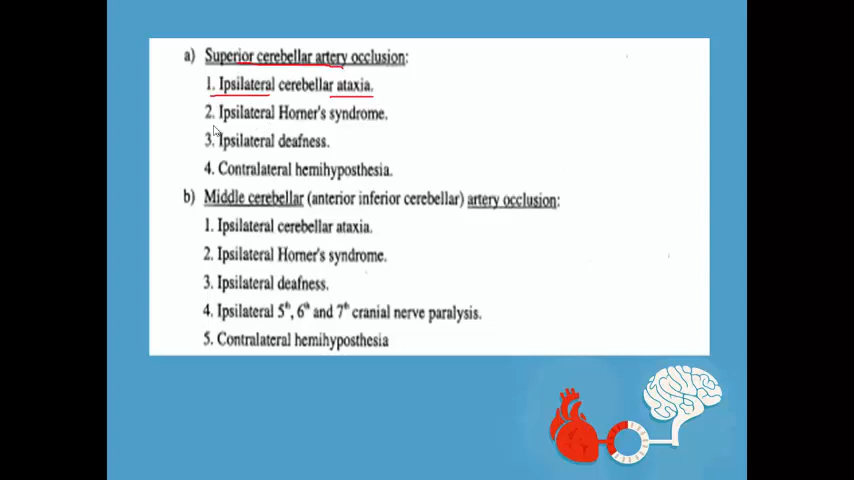 a) Superior cerebellar artery occlusion:
1. Ipsilateral cerebellar ataxia.
2. Ipsilateral Horner's syndrome.
3. Ipsilateral deafness.
4. Contralateral hemihyposthesia.
b) Middle cerebellar (anterior inferior cerebellar) artery occlusion:
1. Ipsilateral cerebellar ataxia.
2. Ipsilateral Horner's syndrome.
3. Ipsilateral deafness.
4. Ipsilateral 5th, 6th and 7th cranial nerve paralysis.
5. Contralateral hemihyposthesia